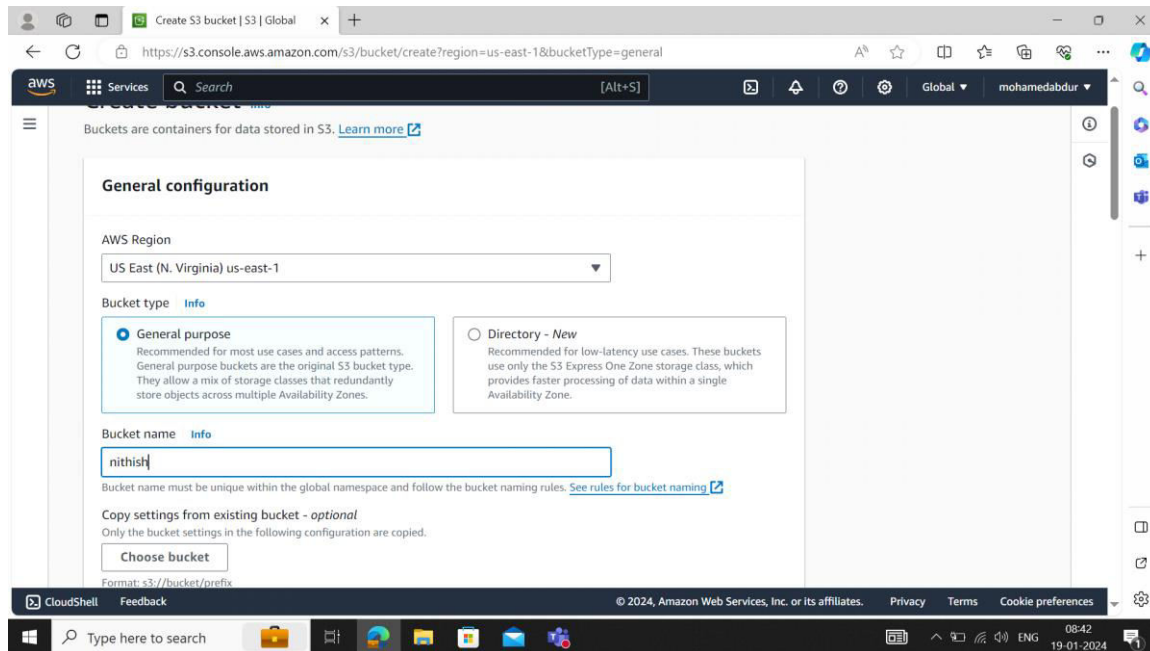 Create S3 bucket | S3 | Global
https://s3.console.aws.amazon.com/s3/bucket/create?region=us-east-1&bucketType=general
aws Services Search [Alt+S] Global mohamedabdur
Create bucket Info
Buckets are containers for data stored in S3. Learn more
General configuration
AWS Region
US East (N. Virginia) us-east-1
Bucket type Info
General purpose
Recommended for most use cases and access patterns.
General purpose buckets are the original S3 bucket type.
They allow a mix of storage classes that redundantly
store objects across multiple Availability Zones.
Directory - New
Recommended for low-latency use cases. These buckets
use only the S3 Express One Zone storage class, which
provides faster processing of data within a single
Availability Zone.
Bucket name Info
nithish
Bucket name must be unique within the global namespace and follow the bucket naming rules. See rules for bucket naming
Copy settings from existing bucket - optional
Only the bucket settings in the following configuration are copied.
Choose bucket
Format: s3://bucket/prefix
CloudShell Feedback © 2024, Amazon Web Services, Inc. or its affiliates. Privacy Terms Cookie preferences
Type here to search ENG 08:42
19-01-2024